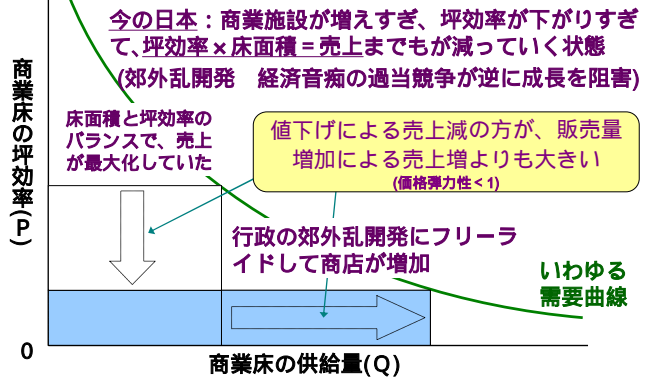 今の日本：商業施設が増えすぎ、坪効率が下がりすぎ
て、坪効率×床面積＝売上までもが減っていく状態
(郊外乱開発　経済音痴の過当競争が逆に成長を阻害)
商業床の坪効率(P)
床面積と坪効率の
バランスで、売上
が最大化していた
値下げによる売上減の方が、販売量
増加による売上増よりも大きい
(価格弾力性＜1)
行政の郊外乱開発にフリーラ
イドして商店が増加
いわゆる
需要曲線
0
商業床の供給量(Q)